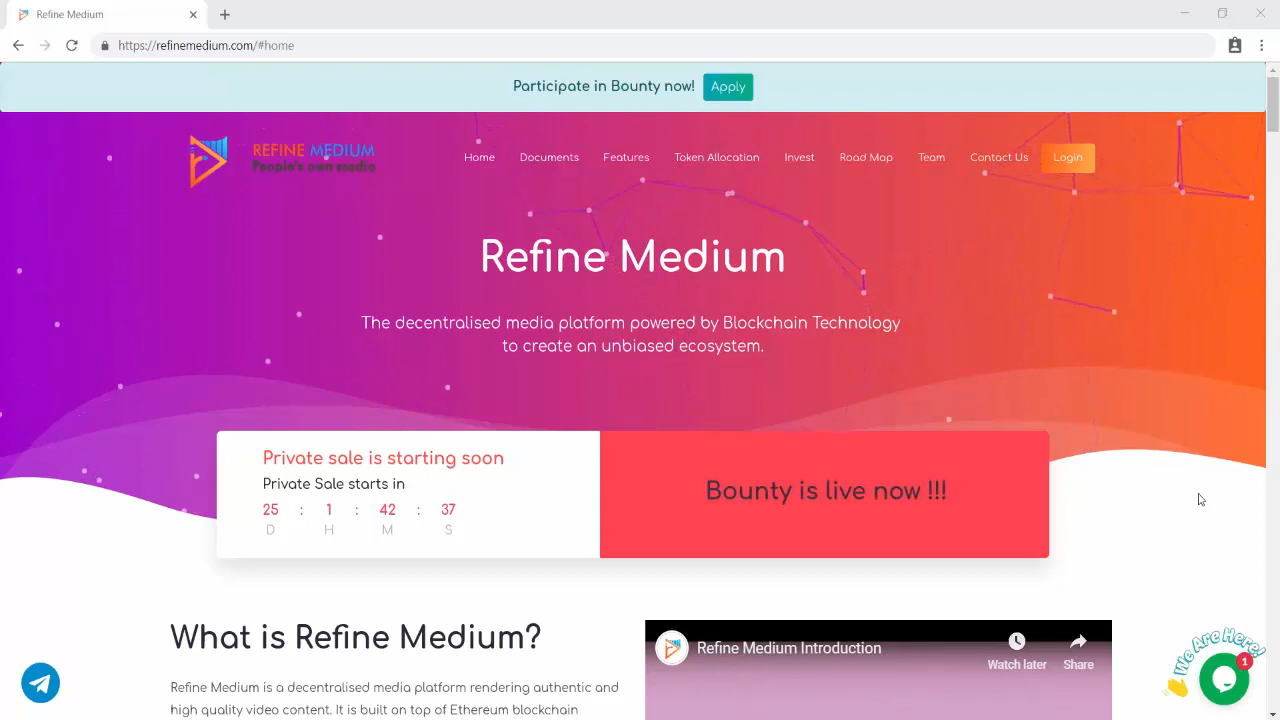 Refine Medium
https://refinemedium.com/#home
Participate in Bounty now! Apply
REFINE MEDIUM
People's own media
Home Documents Features Token Allocation Invest Road Map Team Contact Us Login
Refine Medium
The decentralised media platform powered by Blockchain Technology
to create an unbiased ecosystem.
Private sale is starting soon
Private Sale starts in
25 : 1 : 42 : 37
D H M S
Bounty is live now !!!
What is Refine Medium?
Refine Medium is a decentralised media platform rendering authentic and
high quality video content. It is built on top of Ethereum blockchain
Refine Medium Introduction
Watch later Share
We Are Here!
1